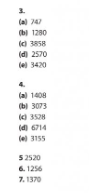 3.
(a) 747
(b) 1280
(c) 3858
(d) 2570
(e) 3420
4.
(a) 1408
(b) 3073
(c) 3528
(d) 6714
(e) 3155
5 2520
6. 1256
7. 1370